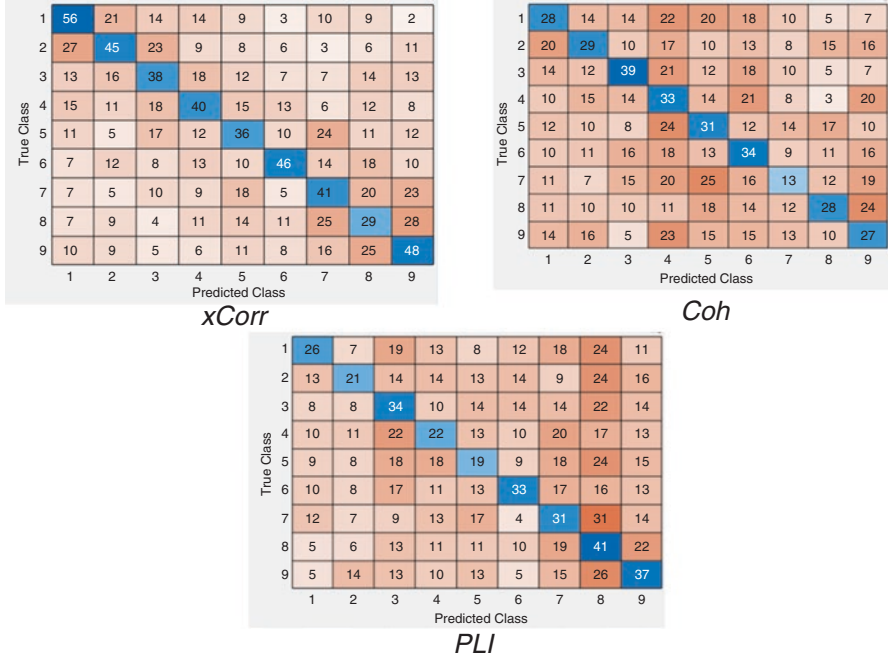 1 56 21 14 14 9 3 10 9 2
2 27 45 23 9 8 6 3 6 11
3 13 16 38 18 12 7 7 14 13
4 15 11 18 40 15 13 6 12 8
5 11 5 17 12 36 10 24 11 12
6 7 12 8 13 10 46 14 18 10
7 7 5 10 9 18 5 41 20 23
8 7 9 4 11 14 11 25 29 28
9 10 9 5 6 11 8 16 25 48
1 2 3 4 5 6 7 8 9
True Class
Predicted Class
xCorr
1 28 14 14 22 20 18 10 5 7
2 20 29 10 17 10 13 8 15 16
3 14 12 39 21 12 18 10 5 7
4 10 15 14 33 14 21 8 3 20
5 12 10 8 24 31 12 14 17 10
6 10 11 16 18 13 34 9 11 16
7 11 7 15 20 25 16 13 12 19
8 11 10 10 11 18 14 12 28 24
9 14 16 5 23 15 15 13 10 27
1 2 3 4 5 6 7 8 9
True Class
Predicted Class
Coh
1 26 7 19 13 8 12 18 24 11
2 13 21 14 14 13 14 9 24 16
3 8 8 34 10 14 14 14 22 14
4 10 11 22 22 13 10 20 17 13
5 9 8 18 18 19 9 18 24 15
6 10 8 17 11 13 33 17 16 13
7 12 7 9 13 17 4 31 31 14
8 5 6 13 11 11 10 19 41 22
9 5 14 13 10 13 5 15 26 37
1 2 3 4 5 6 7 8 9
True Class
Predicted Class
PLI